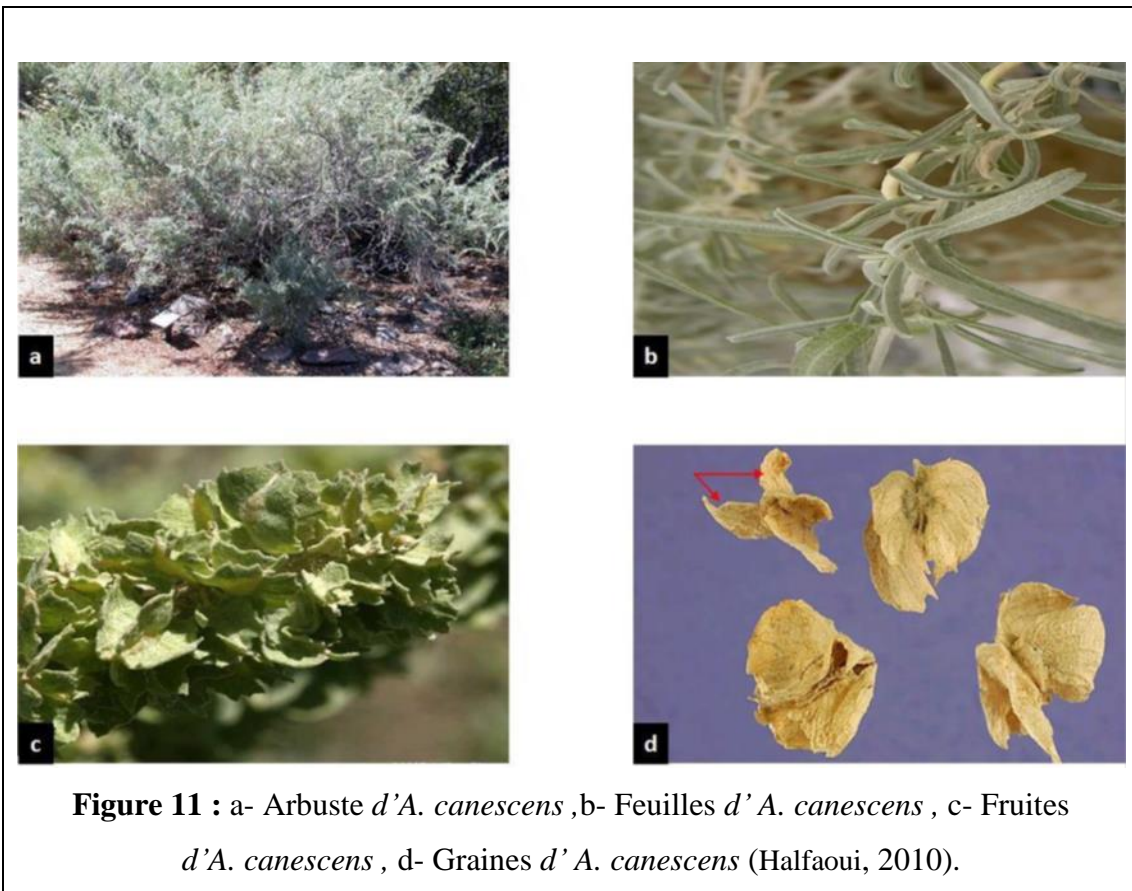 a
b
c
d
Figure 11 : a- Arbuste d’A. canescens ,b- Feuilles d’ A. canescens , c- Fruites
d’A. canescens , d- Graines d’ A. canescens (Halfaoui, 2010).